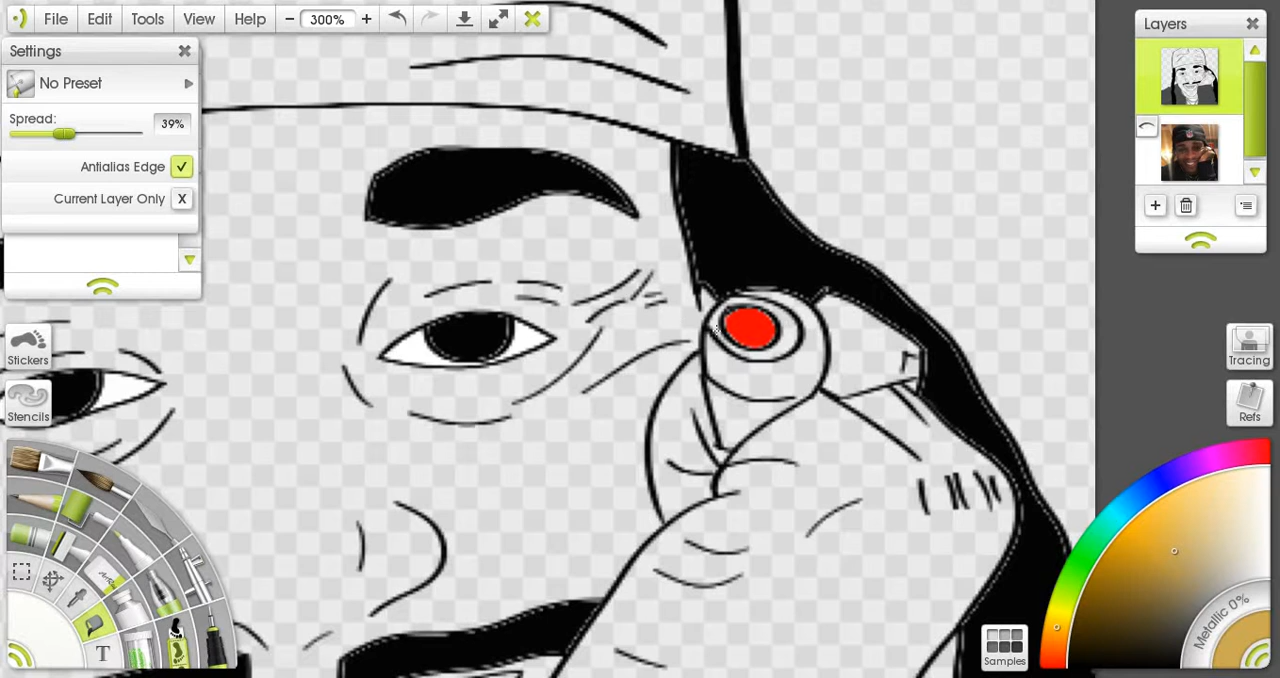 File Edit Tools View Help 300%
Settings
No Preset
Spread: 39%
Antialias Edge
Current Layer Only X
Stickers
Stencils
T
Layers
Tracing
Refs
Samples
Metallic 0%